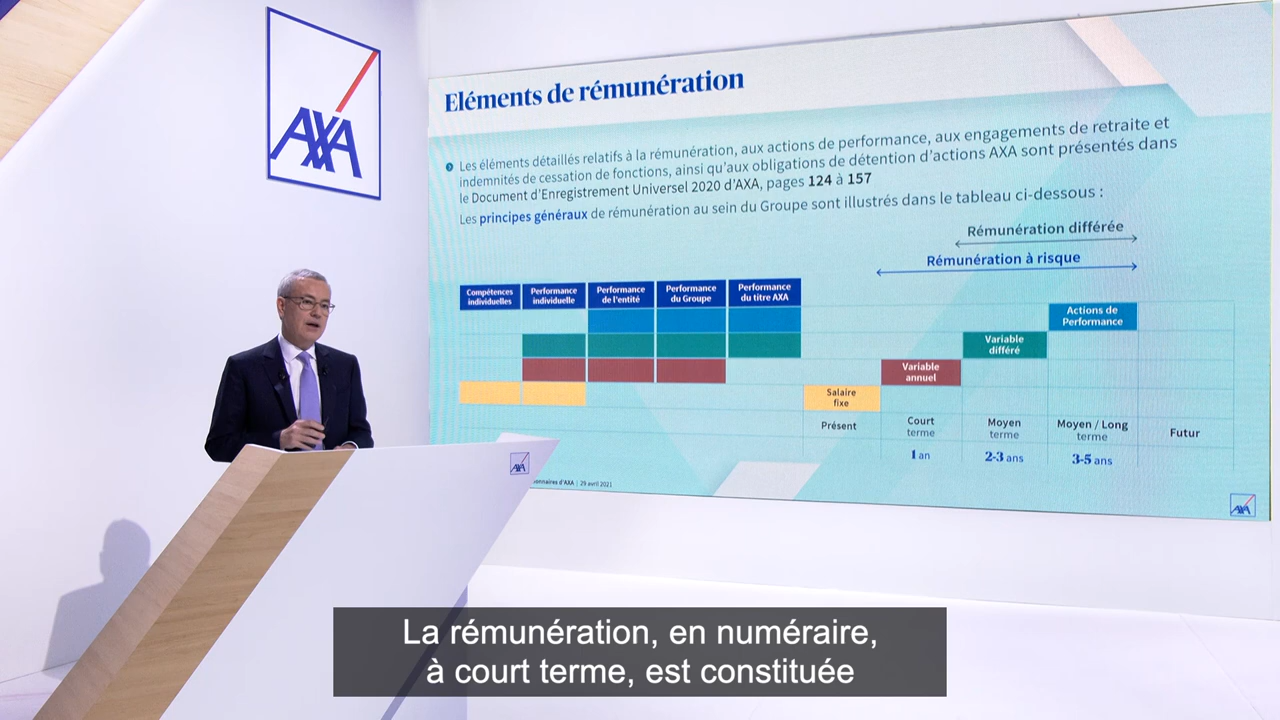 AXA
Eléments de rémunération
Les éléments détaillés relatifs à la rémunération, aux actions de performance, aux engagements de retraite et
indemnités de cessation de fonctions, ainsi qu'aux obligations de détention d'actions AXA sont présentés dans
le Document d'Enregistrement Universel 2020 d'AXA, pages 124 à 157
Les principes généraux de rémunération au sein du Groupe sont illustrés dans le tableau ci-dessous :
Rémunération différée
Rémunération à risque
Compétences
individuelles
Performance
individuelle
Performance
de l'entité
Performance
du Groupe
Performance
du titre AXA
Actions de
Performance
Variable
différé
Variable
annuel
Salaire
fixe
Présent
Court
terme
Moyen
terme
Moyen / Long
terme
Futur
1 an
2-3 ans
3-5 ans
AXA
d'AXA | 29 avril 2021
AXA
La rémunération, en numéraire,
à court terme, est constituée